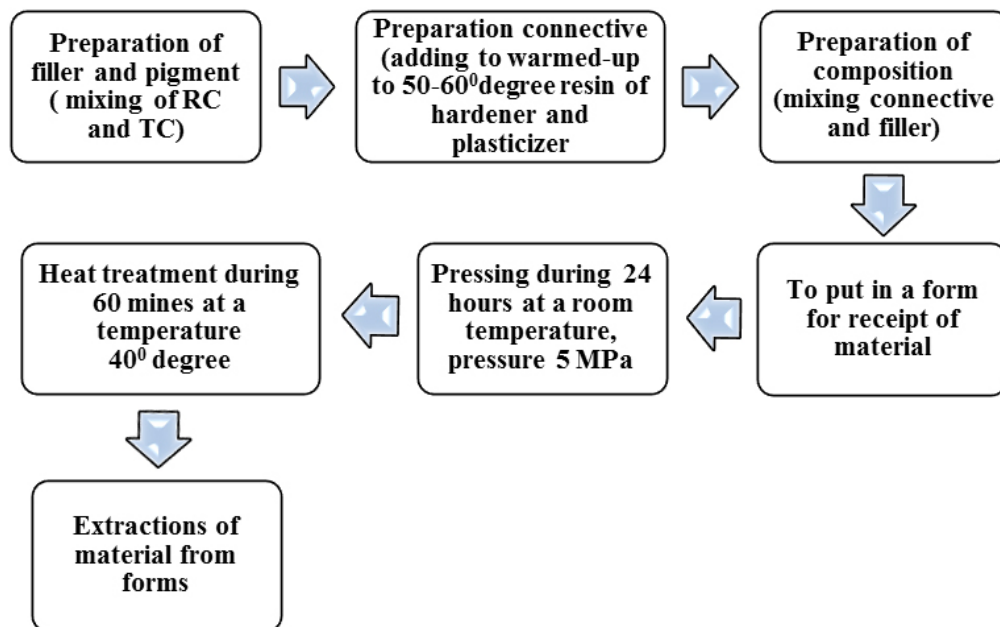 Preparation of
filler and pigment
( mixing of RC
and TC)
Preparation connective
(adding to warmed-up
to 50-60⁰degree resin of
hardener and
plasticizer
Preparation of
composition
(mixing connective
and filler)
To put in a form
for receipt of
material
Pressing during 24
hours at a room
temperature,
pressure 5 MPa
Heat treatment during
60 mines at a
temperature
40⁰ degree
Extractions of
material from
forms